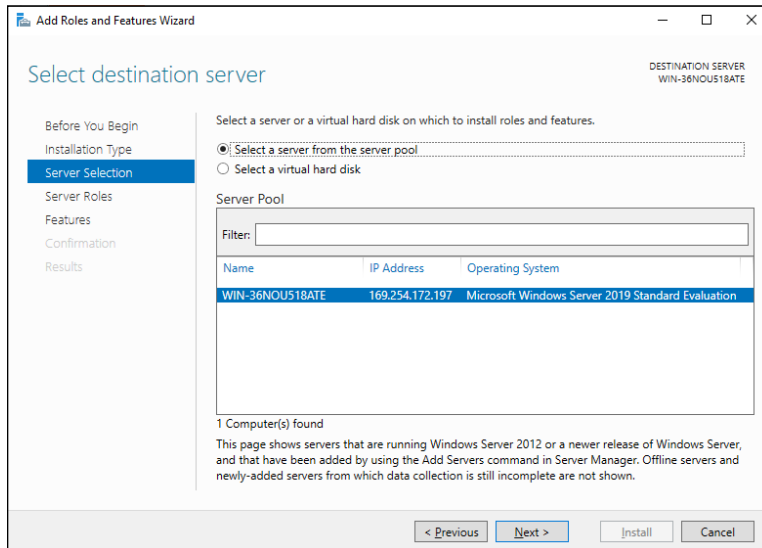 Add Roles and Features Wizard
Select destination server
DESTINATION SERVER
WIN-36NOU518ATE
Before You Begin
Installation Type
Server Selection
Server Roles
Features
Confirmation
Results
Select a server or a virtual hard disk on which to install roles and features.
Select a server from the server pool
Select a virtual hard disk
Server Pool
Filter:
Name IP Address Operating System
WIN-36NOU518ATE 169.254.172.197 Microsoft Windows Server 2019 Standard Evaluation
1 Computer(s) found
This page shows servers that are running Windows Server 2012 or a newer release of Windows Server,
and that have been added by using the Add Servers command in Server Manager. Offline servers and
newly-added servers from which data collection is still incomplete are not shown.
< Previous Next > Install Cancel